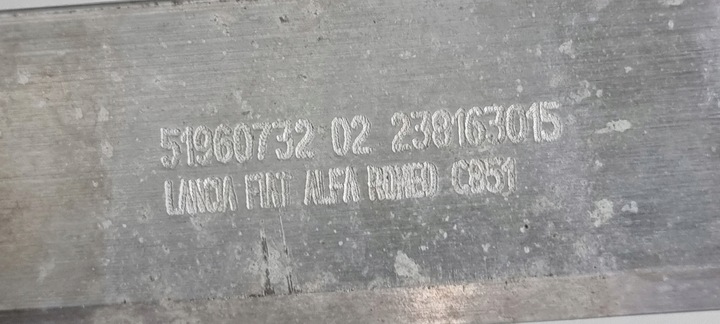 51960732 02 238163015
LANCIA FIAT ALFA ROMEO C851